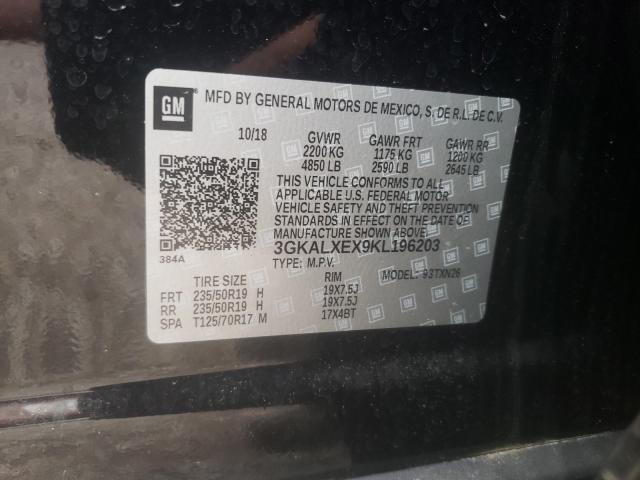 GM MFD BY GENERAL MOTORS DE MEXICO, S. DE R.L. DE C.V.
10/18 GVWR GAWR FRT GAWR RR
2200 KG 1175 KG 1200 KG
4850 LB 2590 LB 2645 LB
THIS VEHICLE CONFORMS TO ALL
APPLICABLE U.S. FEDERAL MOTOR
VEHICLE SAFETY AND THEFT PREVENTION
STANDARDS IN EFFECT ON THE DATE OF
MANUFACTURE SHOWN ABOVE.
3GKALXEX9KL196203
384A TYPE: M.P.V. MODEL: 93TXN26
TIRE SIZE RIM
FRT 235/50R19 H 19X7.5J
RR 235/50R19 H 19X7.5J
SPA T125/70R17 M 17X4BT